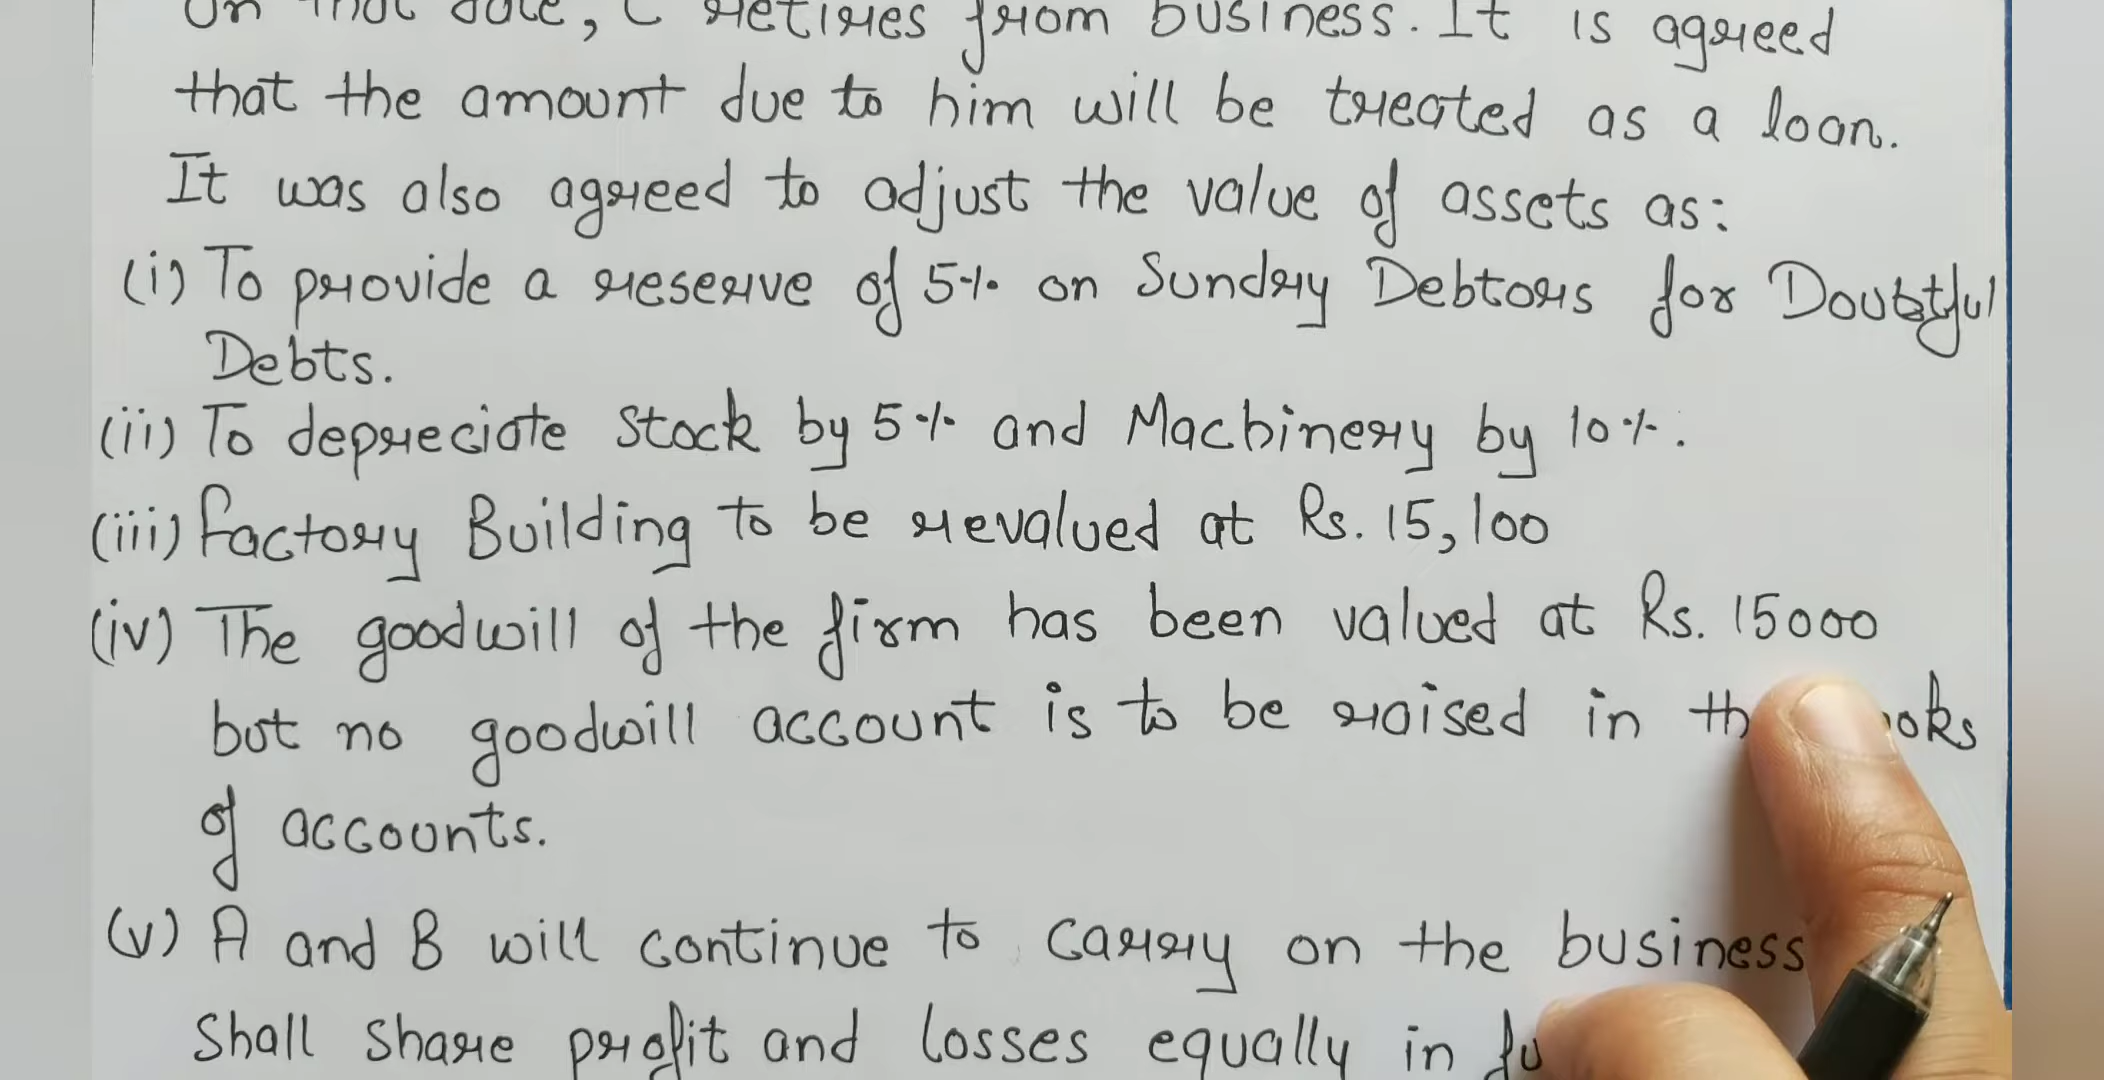 On that date, C retires from business. It is agreed
that the amount due to him will be treated as a loan.
It was also agreed to adjust the value of assets as:
(i) To provide a reserve of 5% on Sundry Debtors for Doubtful
Debts.
(ii) To depreciate Stock by 5% and Machinery by 10%.
(iii) Factory Building to be revalued at Rs. 15,100
(iv) The goodwill of the firm has been valued at Rs. 15000
but no goodwill account is to be raised in
of accounts.
(v) A and B will continue to carry on the business
Shall share profit and losses equally in